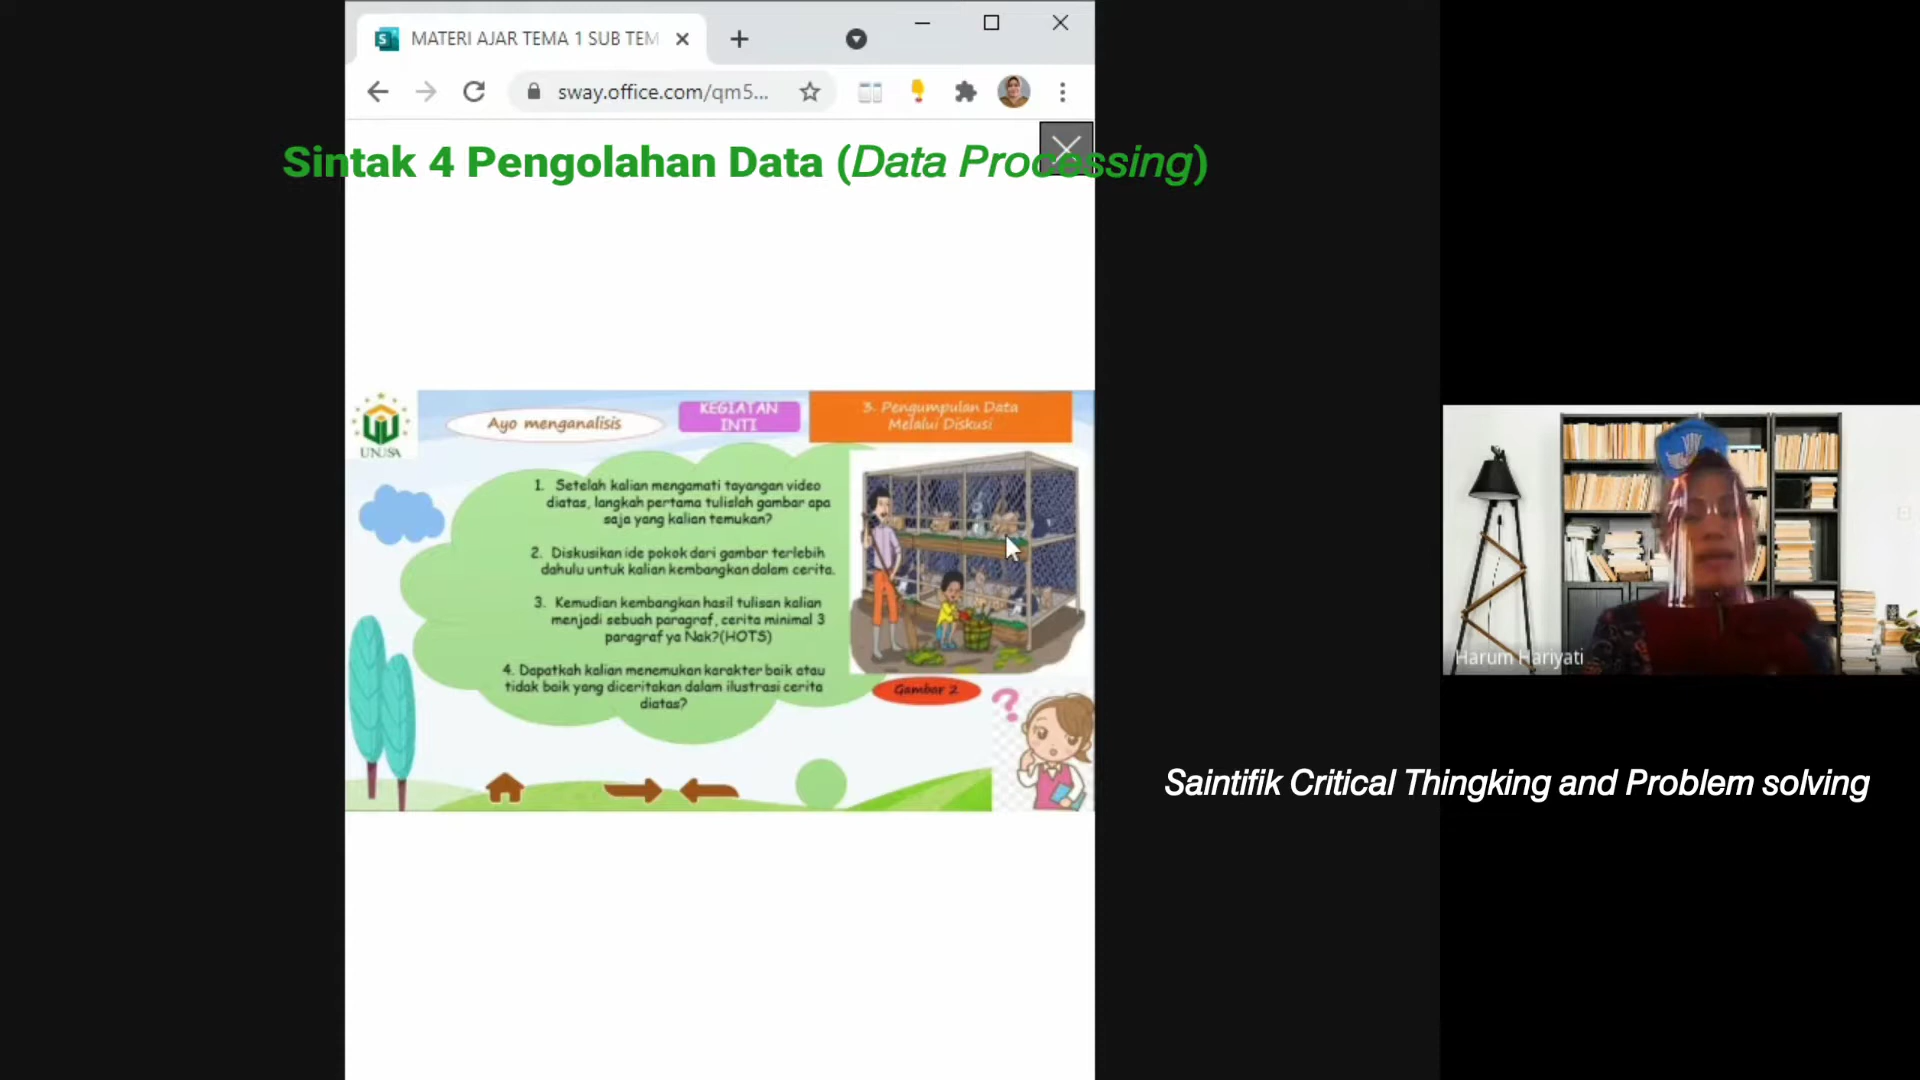 MATERI AJAR TEMA 1 SUB TEM
sway.office.com/qm5...
Sintak 4 Pengolahan Data (Data Processing)
UNUSA
Ayo menganalisis
KEGIATAN
INTI
3. Pengumpulan Data
Melalui Diskusi
1. Setelah kalian mengamati tayangan video
diatas, langkah pertama tulislah gambar apa
saja yang kalian temukan?
2. Diskusikan ide pokok dari gambar terlebih
dahulu untuk kalian kembangkan dalam cerita.
3. Kemudian kembangkan hasil tulisan kalian
menjadi sebuah paragraf, cerita minimal 3
paragraf ya Nak?(HOTS)
4. Dapatkah kalian menemukan karakter baik atau
tidak baik yang diceritakan dalam ilustrasi cerita
diatas?
Gambar 2
Harum Hariyati
Saintifik Critical Thingking and Problem solving